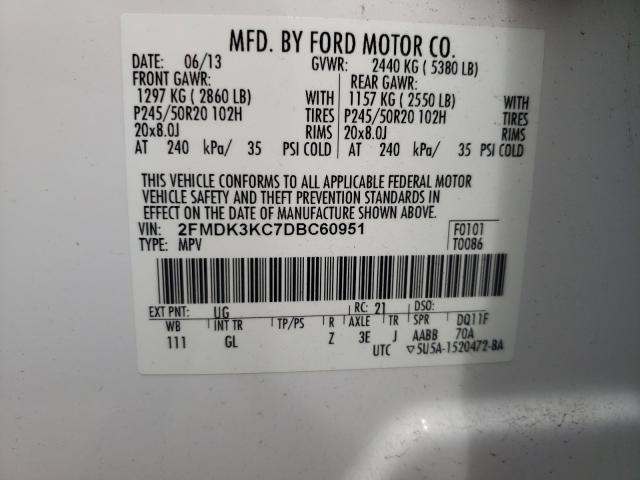 MFD. BY FORD MOTOR CO.
DATE: 06/13 GVWR: 2440 KG ( 5380 LB)
FRONT GAWR: REAR GAWR:
1297 KG ( 2860 LB) WITH 1157 KG ( 2550 LB) WITH
P245/50R20 102H TIRES P245/50R20 102H TIRES
20x8.0J RIMS 20x8.0J RIMS
AT 240 kPa/ 35 PSI COLD AT 240 kPa/ 35 PSI COLD
THIS VEHICLE CONFORMS TO ALL APPLICABLE FEDERAL MOTOR
VEHICLE SAFETY AND THEFT PREVENTION STANDARDS IN
EFFECT ON THE DATE OF MANUFACTURE SHOWN ABOVE.
VIN: 2FMDK3KC7DBC60951 F0101
TYPE: MPV T0086
EXT PNT: UG RC: 21 DSO:
WB INT TR TP/PS R AXLE TR SPR DQ11F
111 GL Z 3E J AABB 70A
UTC ▽5U5A-1520472-BA